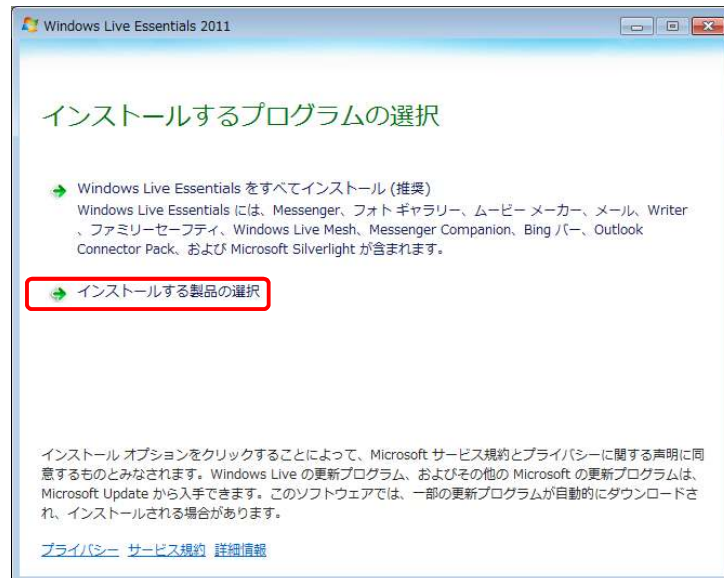 Windows Live Essentials 2011
インストールするプログラムの選択
Windows Live Essentials をすべてインストール (推奨)
Windows Live Essentials には、Messenger、フォト ギャラリー、ムービー メーカー、メール、Writer
、ファミリーセーフティ、Windows Live Mesh、Messenger Companion、Bing バー、Outlook
Connector Pack、および Microsoft Silverlight が含まれます。
インストールする製品の選択
インストール オプションをクリックすることによって、Microsoft サービス規約とプライバシーに関する声明に同
意するものとみなされます。Windows Live の更新プログラム、およびその他の Microsoft の更新プログラムは、
Microsoft Update から入手できます。このソフトウェアでは、一部の更新プログラムが自動的にダウンロードさ
れ、インストールされる場合があります。
プライバシー サービス規約 詳細情報